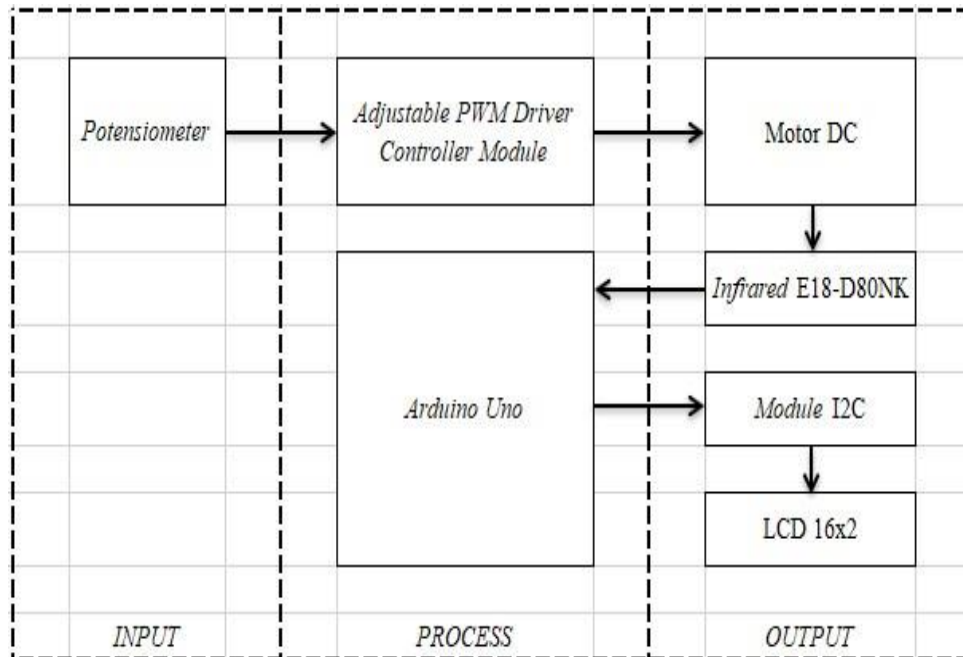 Potensiometer
Adjustable PWM Driver
Controller Module
Motor DC
Infrared E18-D80NK
Arduino Uno
Module I2C
LCD 16x2
INPUT
PROCESS
OUTPUT